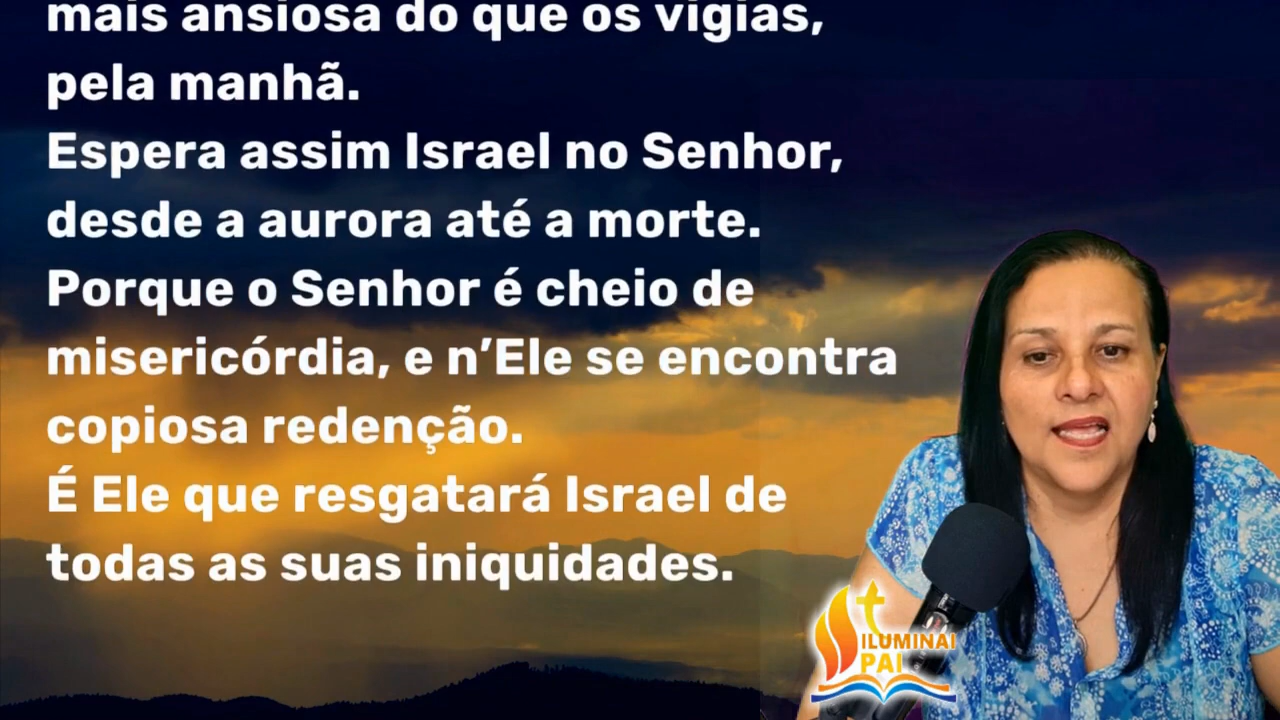 mais ansiosa do que os vigias,
pela manhã.
Espera assim Israel no Senhor,
desde a aurora até a morte.
Porque o Senhor é cheio de
misericórdia, e n’Ele se encontra
copiosa redenção.
É Ele que resgatará Israel de
todas as suas iniquidades.
ILUMINAI
PAI